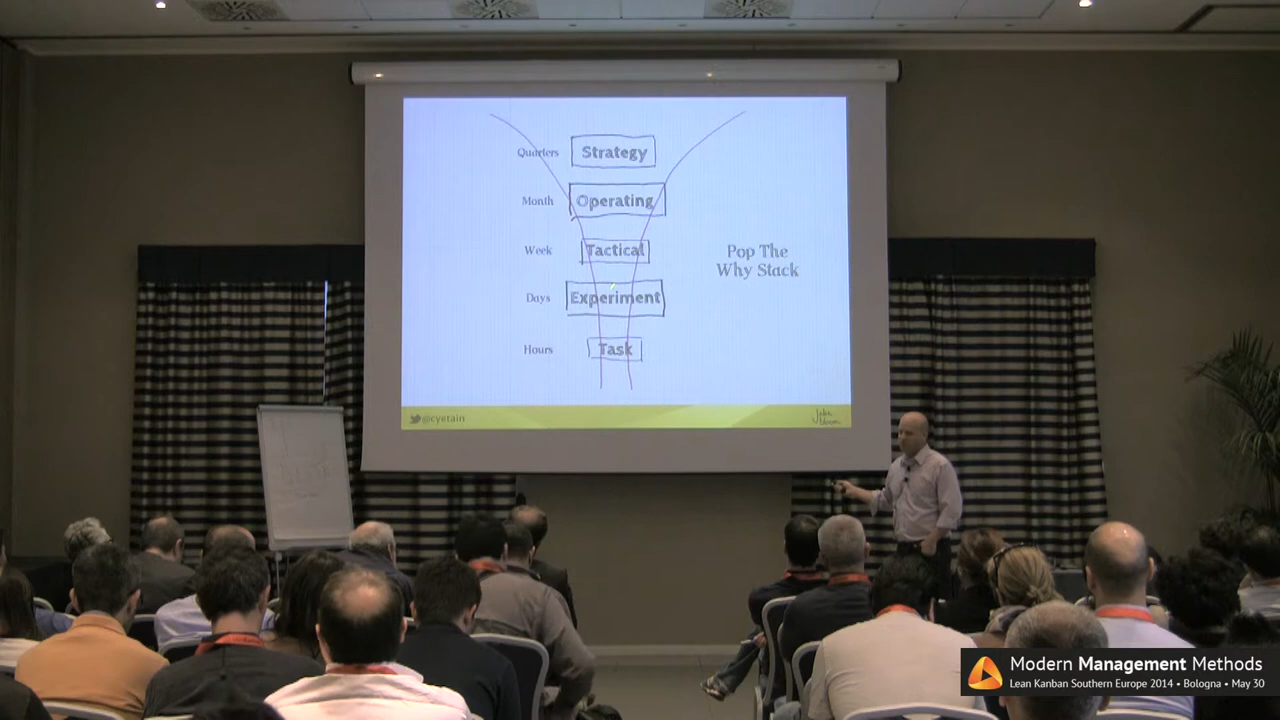 Quarters Strategy
Month Operating
Week Tactical
Days Experiment
Hours Task
Pop The
Why Stack
@cyetain
Modern Management Methods
Lean Kanban Southern Europe 2014 • Bologna • May 30